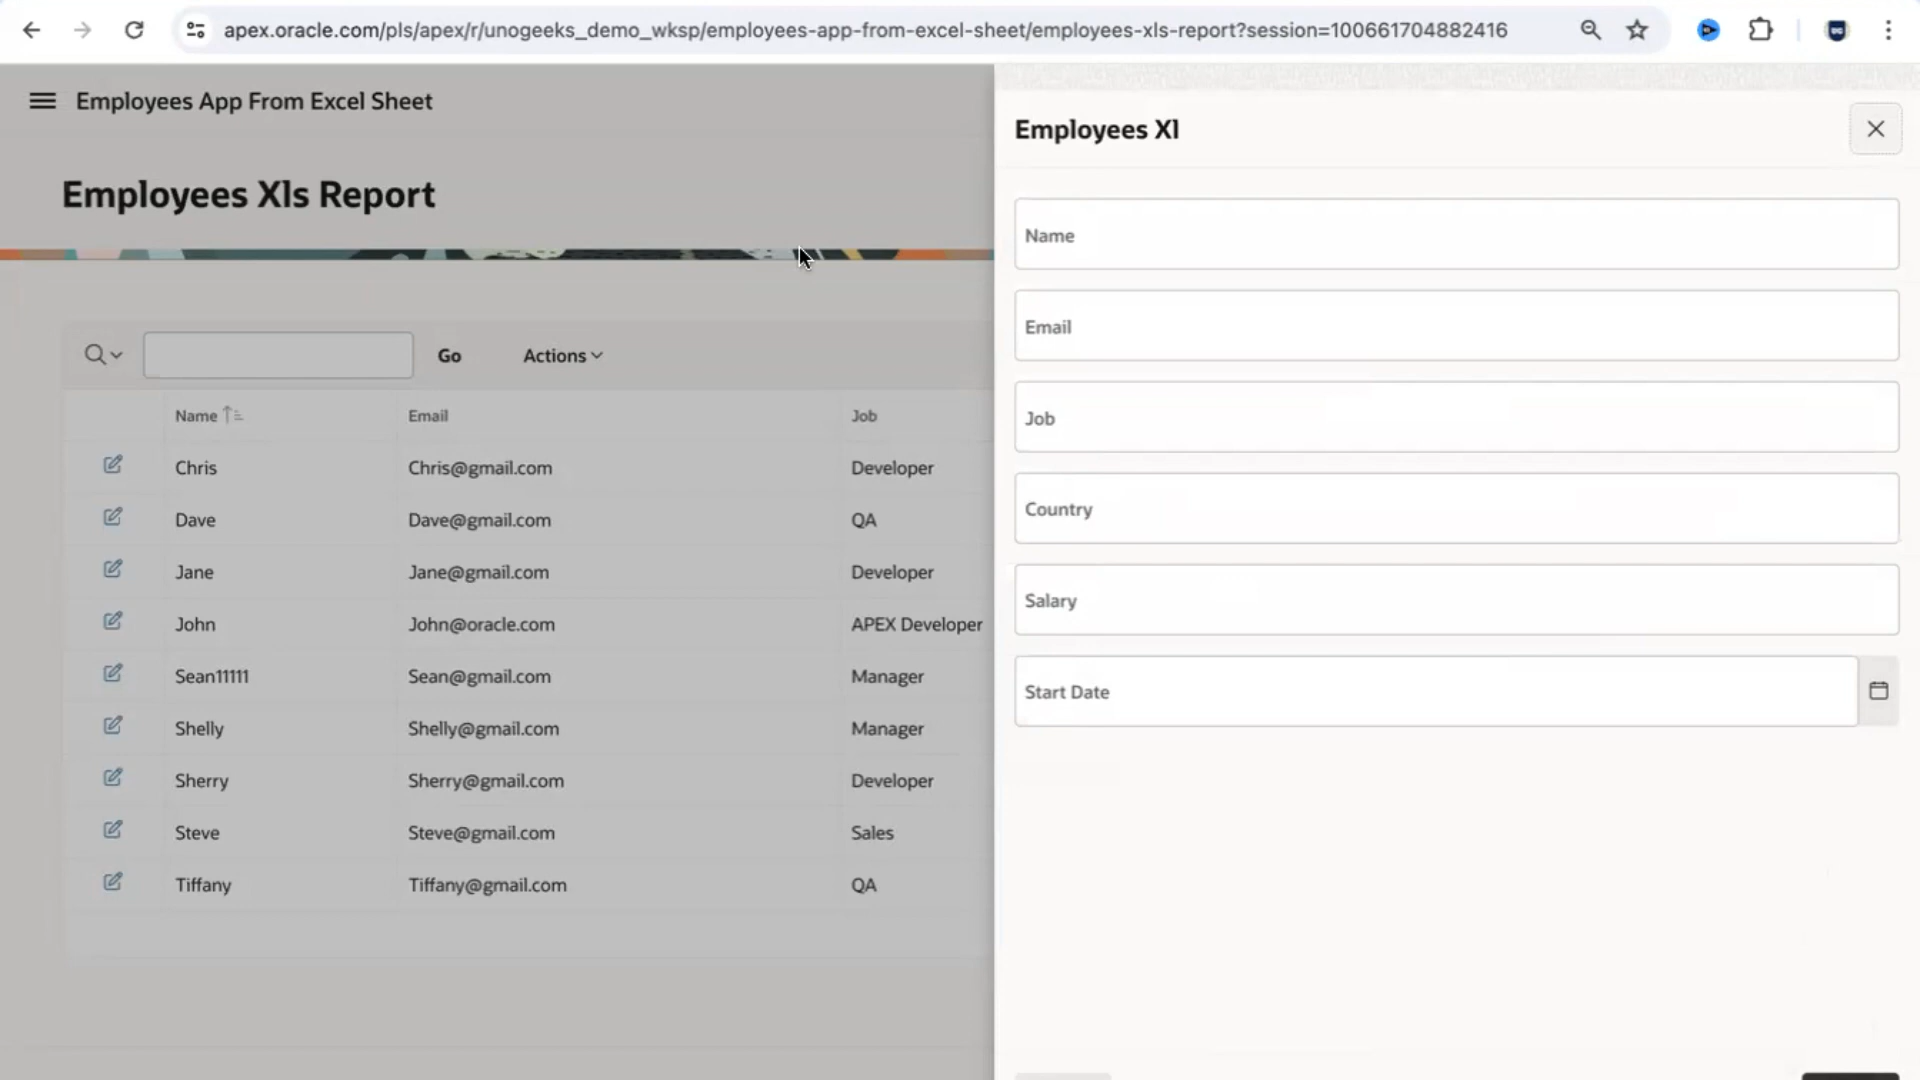 apex.oracle.com/pls/apex/r/unogeeks_demo_wksp/employees-app-from-excel-sheet/employees-xls-report?session=100661704882416
Employees App From Excel Sheet
Employees Xls Report
Go Actions
Name Email Job
Chris Chris@gmail.com Developer
Dave Dave@gmail.com QA
Jane Jane@gmail.com Developer
John John@oracle.com APEX Developer
Sean11111 Sean@gmail.com Manager
Shelly Shelly@gmail.com Manager
Sherry Sherry@gmail.com Developer
Steve Steve@gmail.com Sales
Tiffany Tiffany@gmail.com QA
Employees Xl
Name
Email
Job
Country
Salary
Start Date